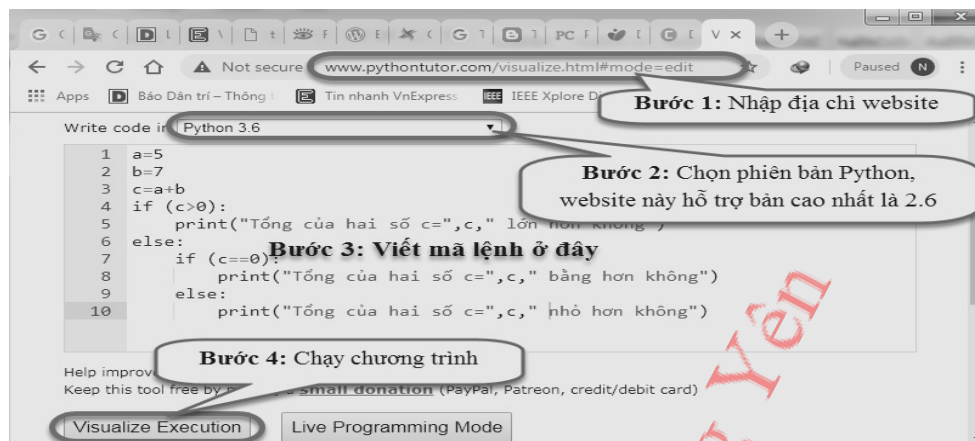 Not secure www.pythontutor.com/visualize.html#mode=edit Paused N
Apps Báo Dân trí – Thông t Tin nhanh VnExpress IEEE IEEE Xplore D
Bước 1: Nhập địa chỉ website
Write code in Python 3.6
Bước 2: Chọn phiên bản Python,
website này hỗ trợ bản cao nhất là 2.6
1 a=5
2 b=7
3 c=a+b
4 if (c>0):
5 print("Tổng của hai số c=",c," lớn hơn không")
6 else:
Bước 3: Viết mã lệnh ở đây
7 if (c==0):
8 print("Tổng của hai số c=",c," bằng hơn không")
9 else:
10 print("Tổng của hai số c=",c," nhỏ hơn không")
Bước 4: Chạy chương trình
Help improve
Keep this tool free by small donation (PayPal, Patreon, credit/debit card)
Visualize Execution Live Programming Mode
Yên